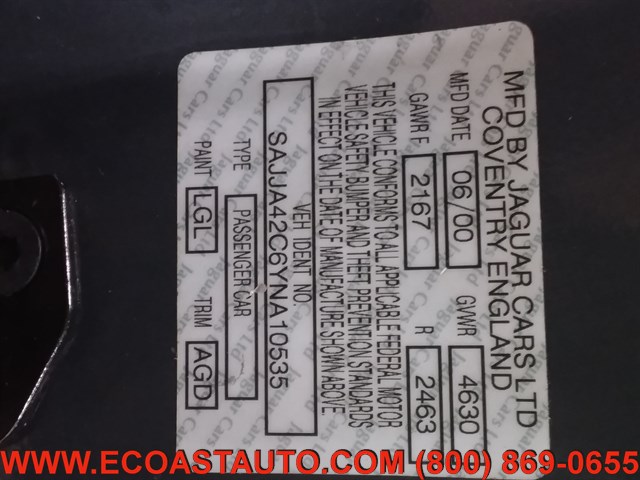 MFD BY JAGUAR CARS LTD
COVENTRY ENGLAND
MFD DATE 06/00 GVWR 4630
GAWR F 2167 R 2463
THIS VEHICLE CONFORMS TO ALL APPLICABLE FEDERAL MOTOR
VEHICLE SAFETY BUMPER AND THEFT PREVENTION STANDARDS
IN EFFECT ON THE DATE OF MANUFACTURE SHOWN ABOVE.
VEH IDENT NO.
SAJJA42C6YNA10535
TYPE PASSENGER CAR
PAINT LGL TRIM AGD
Jaguar Cars Ltd
WWW.ECOASTAUTO.COM (800) 869-0655